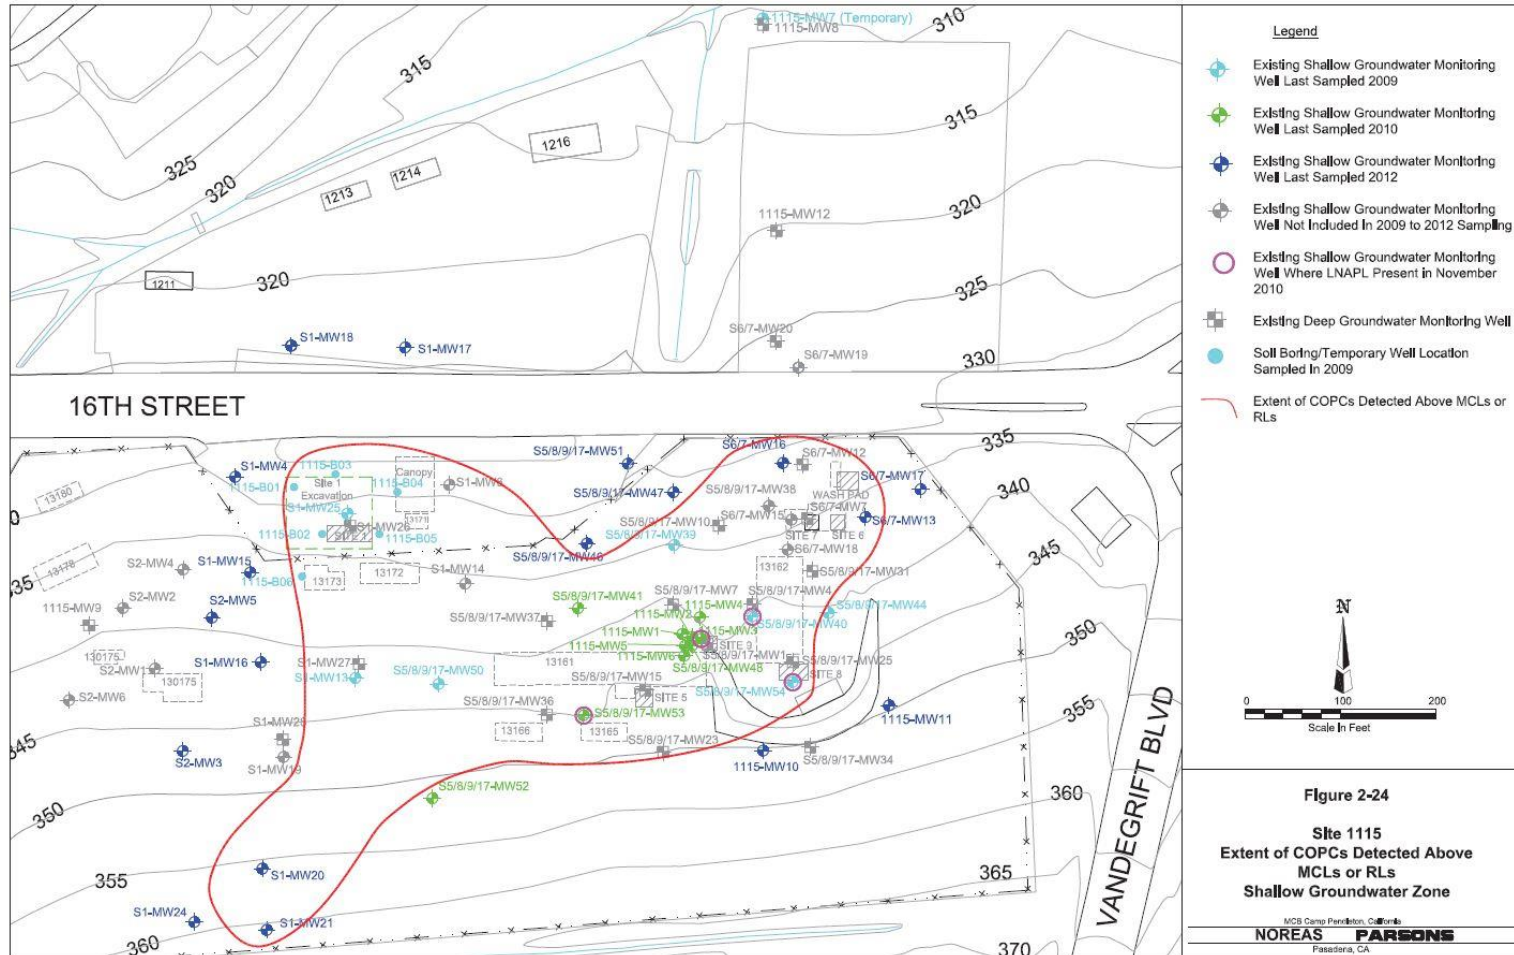 1115-MW7 (Temporary)
1115-MW8
310
315
315
325
320
1216
1214
1213
1115-MW12
320
1211
320
325
S1-MW18
S1-MW17
S6/7-MW20
S6/7-MW19
330
16TH STREET
335
S1-MW4
1115-B03
S5/8/9/17-MW51
S6/7-MW16
S6/7-MW12
1115-B01
Site 1
Excavation
Canopy
1115-B04
S5/8/9/17-MW47
S5/8/9/17-MW38
WASH PAD
S6/7-MW17
340
13180
S1-MW25
13171
S5/8/9/17-MW10
S6/7-MW15
S6/7-MW7
S6/7-MW13
1115-B02
S1-MW26
1115-B05
S5/8/9/17-MW39
SITE 7
SITE 6
S6/7-MW18
345
S2-MW4
S1-MW15
13162
S5/8/9/17-MW31
13178
1115-B06
13173
13172
S1-MW14
335
S2-MW2
S2-MW5
S5/8/9/17-MW41
S5/8/9/17-MW7
S5/8/9/17-MW4
S5/8/9/17-MW44
1115-MW9
S5/8/9/17-MW37
1115-MW2
1115-MW4
S5/8/9/17-MW40
350
1115-MW1
1115-MW3
1115-MW5
SITE 9
1115-MW6
S5/8/9/17-MW1
S5/8/9/17-MW25
130175
S1-MW16
S1-MW27
13161
S5/8/9/17-MW48
SITE 8
130175
S1-MW13
S5/8/9/17-MW50
S5/8/9/17-MW15
S5/8/9/17-MW54
S2-MW6
SITE 5
S5/8/9/17-MW36
S5/8/9/17-MW53
1115-MW11
355
13166
13165
345
S2-MW3
S1-MW19
S5/8/9/17-MW23
1115-MW10
S5/8/9/17-MW34
S5/8/9/17-MW52
360
350
355
S1-MW20
365
S1-MW24
S1-MW21
360
370
VANDEGRIFT BLVD
Legend
Existing Shallow Groundwater Monitoring
Well Last Sampled 2009
Existing Shallow Groundwater Monitoring
Well Last Sampled 2010
Existing Shallow Groundwater Monitoring
Well Last Sampled 2012
Existing Shallow Groundwater Monitoring
Well Not Included In 2009 to 2012 Sampling
Existing Shallow Groundwater Monitoring
Well Where LNAPL Present in November
2010
Existing Deep Groundwater Monitoring Well
Soil Boring/Temporary Well Location
Sampled In 2009
Extent of COPCs Detected Above MCLs or
RLs
N
0
100
200
Scale In Feet
Figure 2-24
Site 1115
Extent of COPCs Detected Above
MCLs or RLs
Shallow Groundwater Zone
MCB Camp Pendleton, California
NOREAS PARSONS
Pasadena, CA